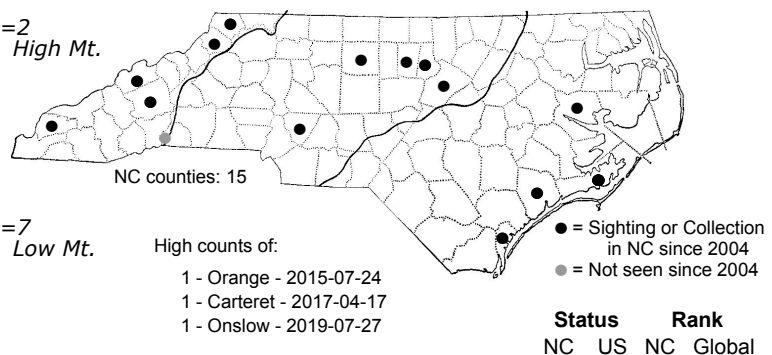 =2
High Mt.
NC counties: 15
=7
Low Mt.
High counts of:
1 - Orange - 2015-07-24
1 - Carteret - 2017-04-17
1 - Onslow - 2019-07-27
● = Sighting or Collection
in NC since 2004
● = Not seen since 2004
Status Rank
NC US NC Global